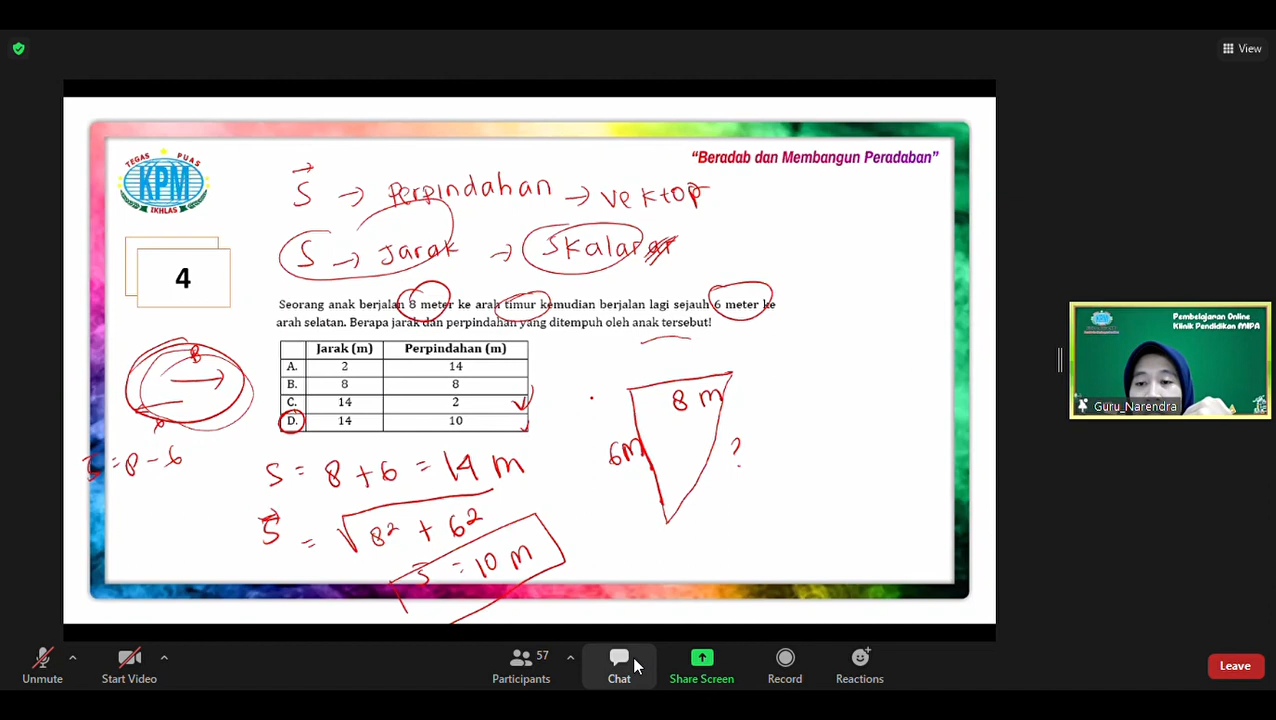 View
"Beradab dan Membangun Peradaban"
TEGAS PUAS
KPM
IKHLAS
S → Perpindahan → vektor
S → Jarak → Skalar
4
Seorang anak berjalan 8 meter ke arah timur kemudian berjalan lagi sejauh 6 meter ke
arah selatan. Berapa jarak dan perpindahan yang ditempuh oleh anak tersebut!
Jarak (m) Perpindahan (m)
A. 2 14
B. 8 8
C. 14 2
D. 14 10
8
8 m
6m
?
S = 8 - 6
S = 8 + 6 = 14 m
S = √8² + 6²
S = 10 m
Pembelajaran Online
Klinik Pendidikan MIPA
Guru_Narendra
Unmute
Start Video
57
Participants
Chat
Share Screen
Record
Reactions
Leave